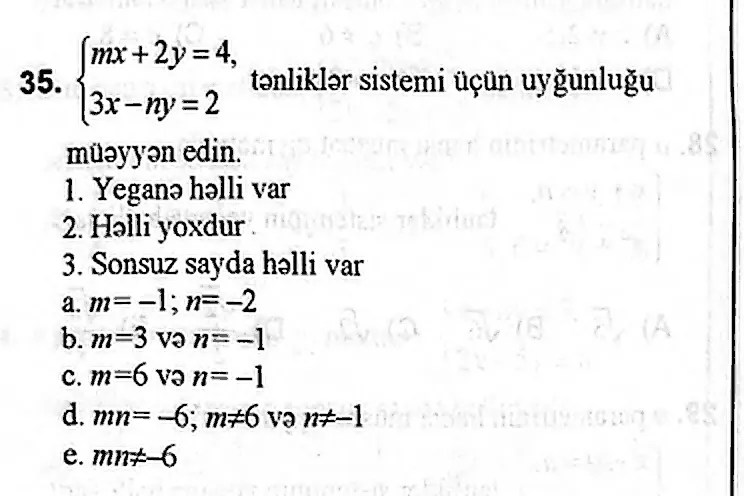 35. {mx+2y=4,
3x−ny=2 tənliklər sistemi üçün uyğunluğu
müəyyən edin.
1. Yeganə həlli var
2. Həlli yoxdur
3. Sonsuz sayda həlli var
a. m= −1; n= −2
b. m=3 və n= −1
c. m=6 və n= −1
d. mn= −6; m≠6 və n≠−1
e. mn≠−6